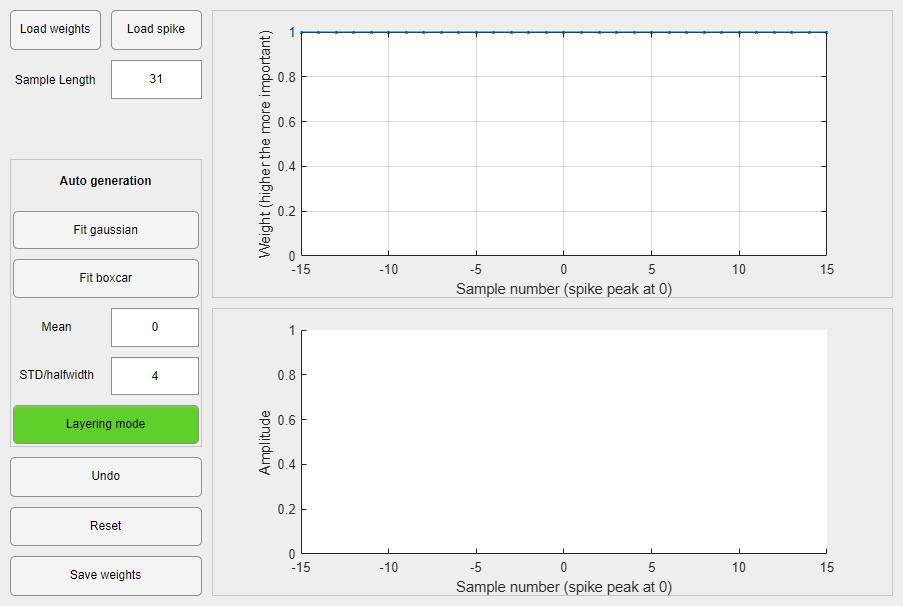 Load weights
Load spike
Sample Length
31
Auto generation
Fit gaussian
Fit boxcar
Mean
0
STD/halfwidth
4
Layering mode
Undo
Reset
Save weights
Weight (higher the more important)
1
0.8
0.6
0.4
0.2
0
-15 -10 -5 0 5 10 15
Sample number (spike peak at 0)
Amplitude
1
0.8
0.6
0.4
0.2
0
-15 -10 -5 0 5 10 15
Sample number (spike peak at 0)